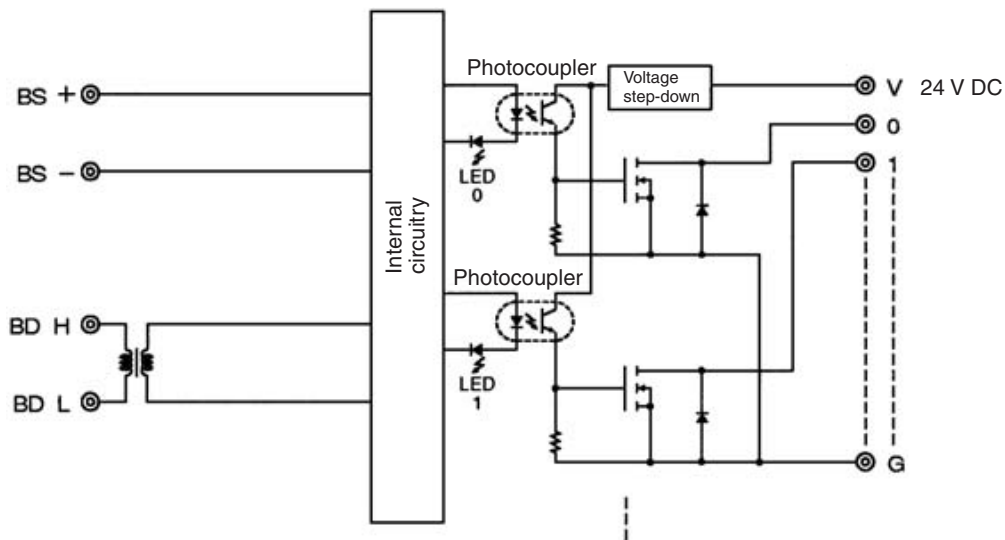 Photocoupler
Voltage
step-down
V 24 V DC
BS +
0
1
BS −
LED
0
Internal
circuitry
Photocoupler
BD H
LED
1
BD L
G